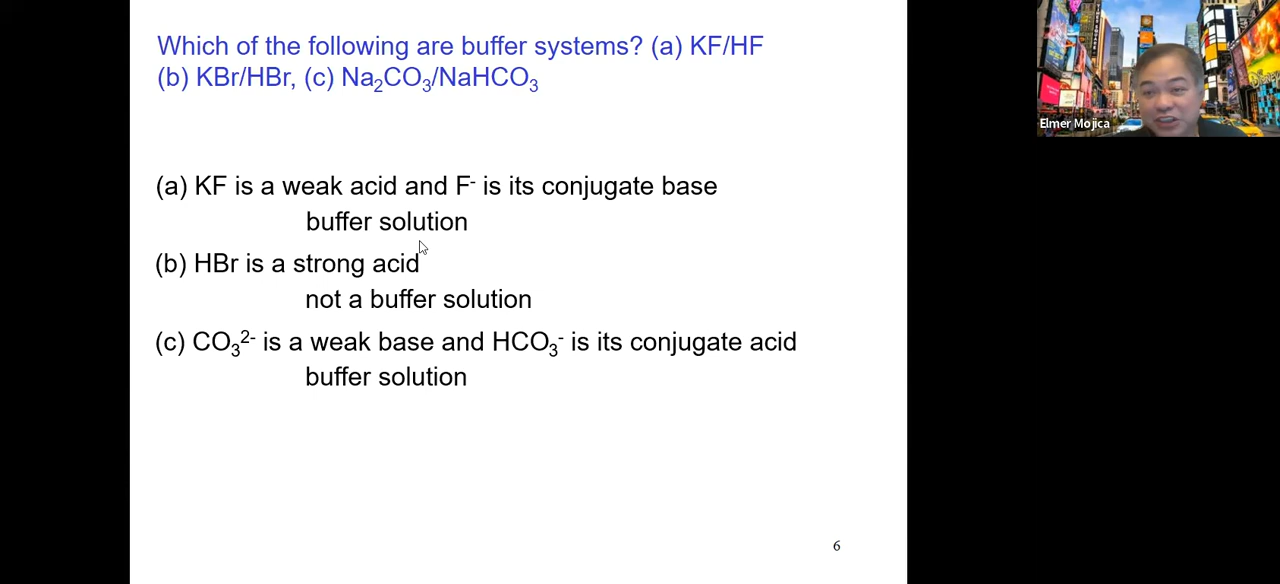 Which of the following are buffer systems? (a) KF/HF
(b) KBr/HBr, (c) Na₂CO₃/NaHCO₃
Elmer Mojica
(a) KF is a weak acid and F⁻ is its conjugate base
buffer solution
(b) HBr is a strong acid
not a buffer solution
(c) CO₃²⁻ is a weak base and HCO₃⁻ is its conjugate acid
buffer solution
6